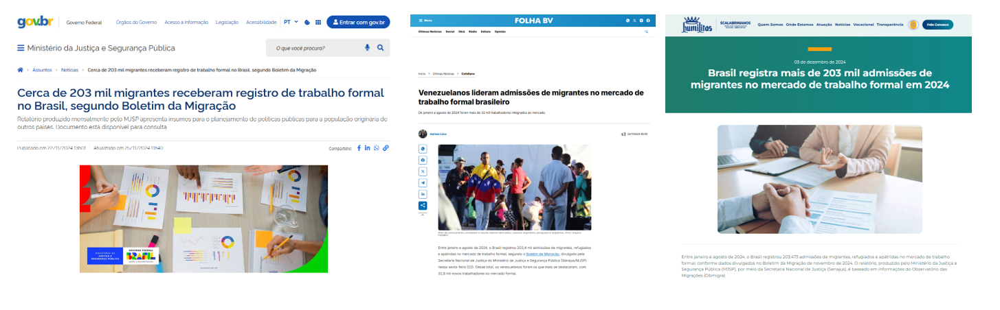 gov.br
Governo Federal
Órgãos do Governo
Acesso à Informação
Legislação
Acessibilidade
PT
Entrar com gov.br
Ministério da Justiça e Segurança Pública
O que você procura?
Assuntos > Notícias > Cerca de 203 mil migrantes receberam registro de trabalho formal no Brasil, segundo Boletim da Migração
Cerca de 203 mil migrantes receberam registro de trabalho formal
no Brasil, segundo Boletim da Migração
Relatório produzido mensalmente pelo MJSP apresenta insumos para o planejamento de políticas públicas para a população originária de
outros países. Documento está disponível para consulta
Publicado em 22/11/2024 13h01 | Atualizado em 25/11/2024 11h40
Compartilhe:
MINISTÉRIO DA
JUSTIÇA E
SEGURANÇA PÚBLICA
GOVERNO FEDERAL
BRASIL
UNIÃO E RECONSTRUÇÃO
Menu
FOLHA BV
Últimas Notícias
Social
Okiá
Rádio
Editais
Opinião
Início > Últimas Notícias > Cotidiano
Venezuelanos lideram admissões de migrantes no mercado de
trabalho formal brasileiro
De janeiro a agosto de 2024 foram mais de 32 mil trabalhadores integrados ao mercado
Adriele Lima
Entre janeiro e agosto de 2024, o Brasil registrou 203,4 mil admissões de migrantes, refugiados
e apátridas no mercado de trabalho formal, segundo o Boletim de Migração, divulgado pela
Secretaria Nacional de Justiça do Ministério da Justiça e Segurança Pública (Senajus/MJSP)
nessa sexta-feira (22). Desse total, os venezuelanos foram os que mais se destacaram, com
32,8 mil novos trabalhadores no mercado formal.
humilitas
SCALABRINIANOS
Quem Somos
Onde Estamos
Atuação
Notícias
Vocacional
Transparência
Fale Conosco
03 de dezembro de 2024
Brasil registra mais de 203 mil admissões de
migrantes no mercado de trabalho formal em 2024
Entre janeiro e agosto de 2024, o Brasil registrou 203.473 admissões de migrantes, refugiados e apátridas no mercado de trabalho
formal, conforme dados divulgados no Boletim da Migração de novembro de 2024. O relatório, produzido pelo Ministério da Justiça e
Segurança Pública (MJSP), por meio da Secretaria Nacional de Justiça (Senajus), é baseado em informações do Observatório das
Migrações (Obmigra).